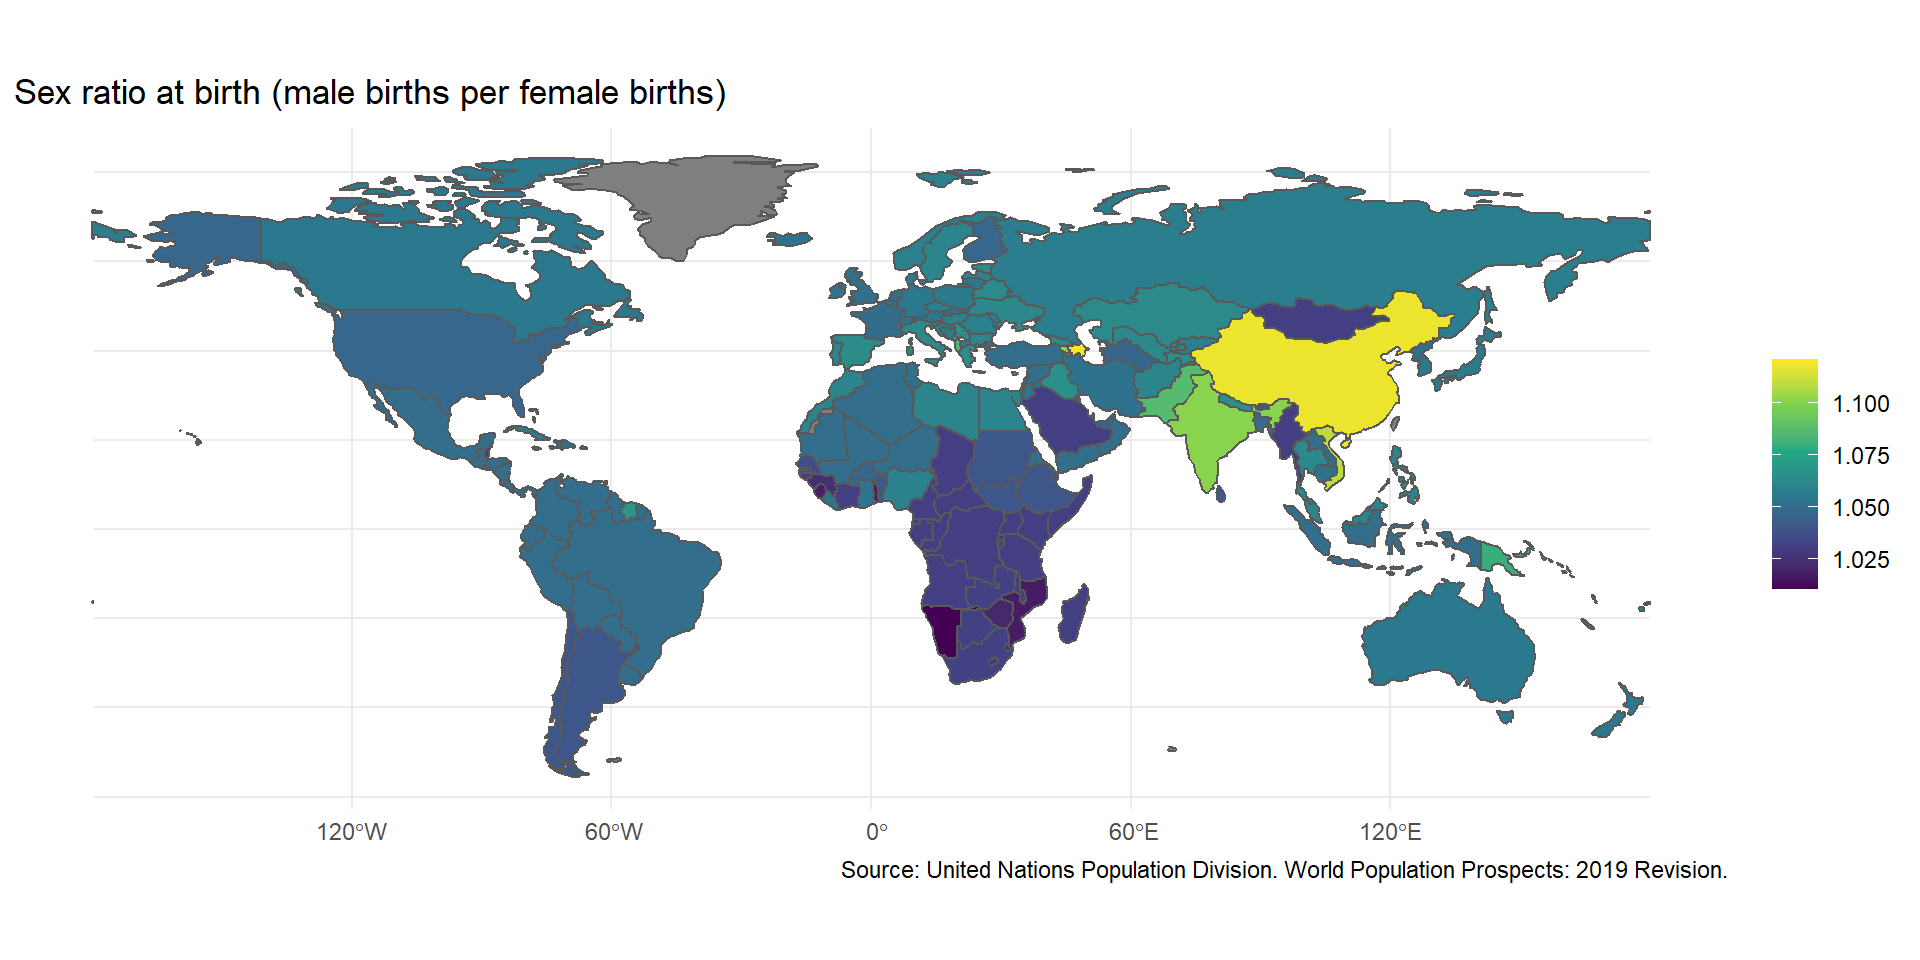 Sex ratio at birth (male births per female births)
1.100
1.075
1.050
1.025
120°W
60°W
0°
60°E
120°E
Source: United Nations Population Division. World Population Prospects: 2019 Revision.